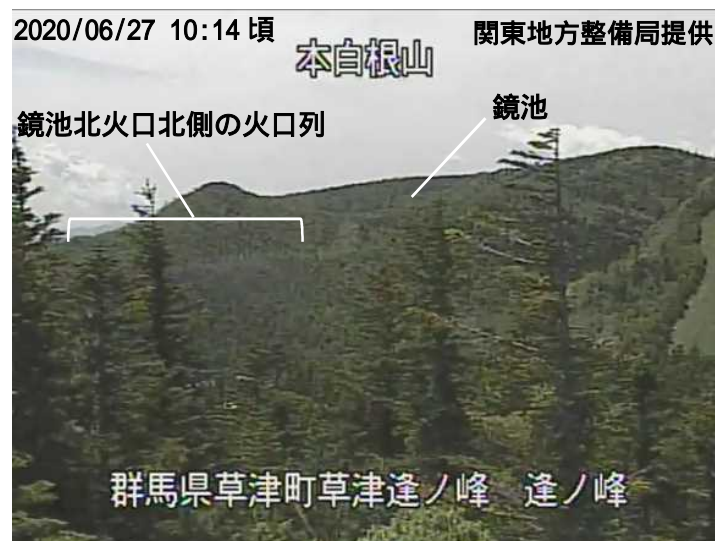 2020/06/27 10:14 頃
関東地方整備局提供
本白根山
鏡池
鏡池北火口北側の火口列
群馬県草津町草津逢ノ峰 逢ノ峰